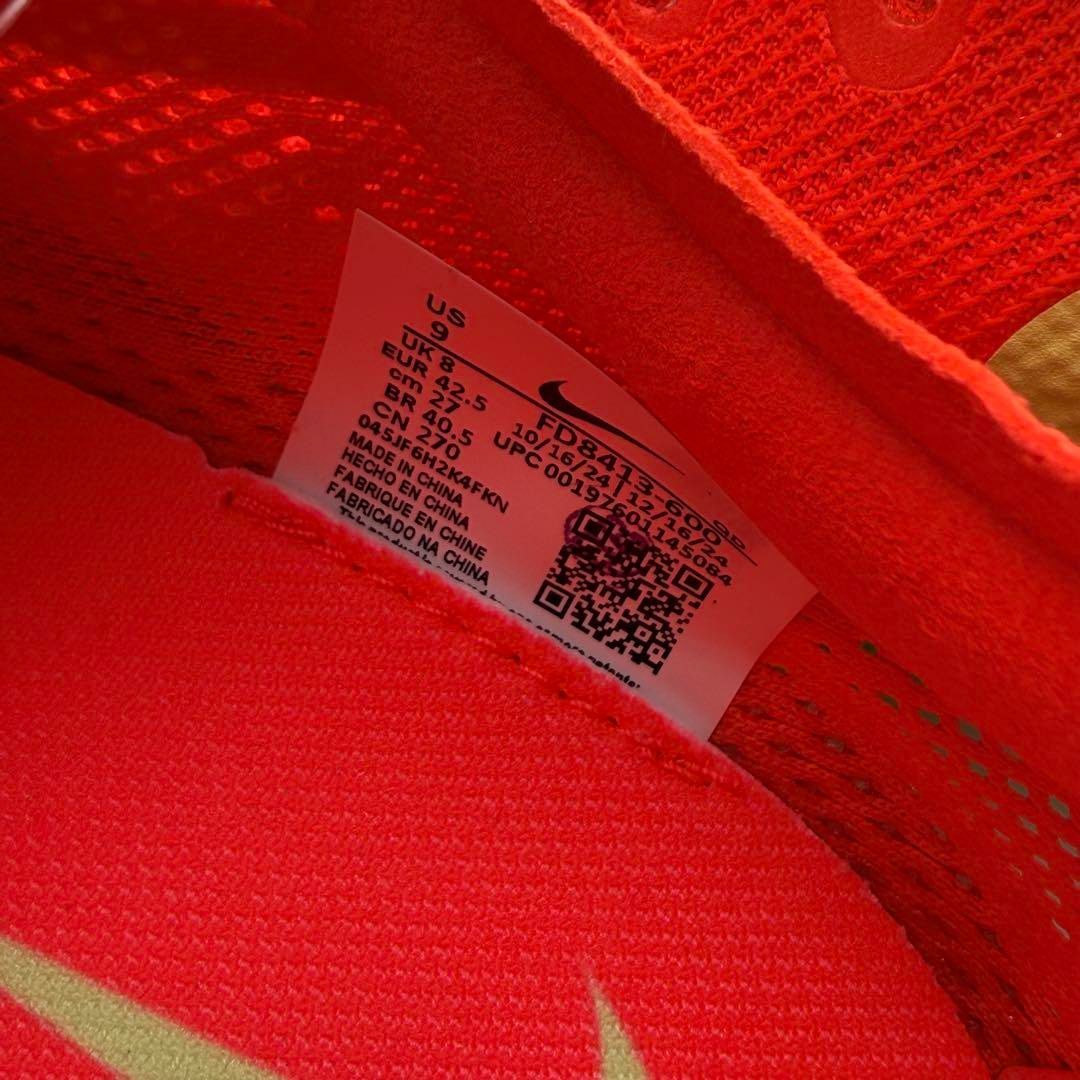 US
9
UK 8
EUR 42.5
cm 27
BR 40.5
CN 270
045JF6H2K4FKN
MADE IN CHINA
HECHO EN CHINA
FABRIQUE EN CHINE
FABRICADO NA CHINA
FD8413-600
10/16/24 12/16/24
UPC 00197601145084